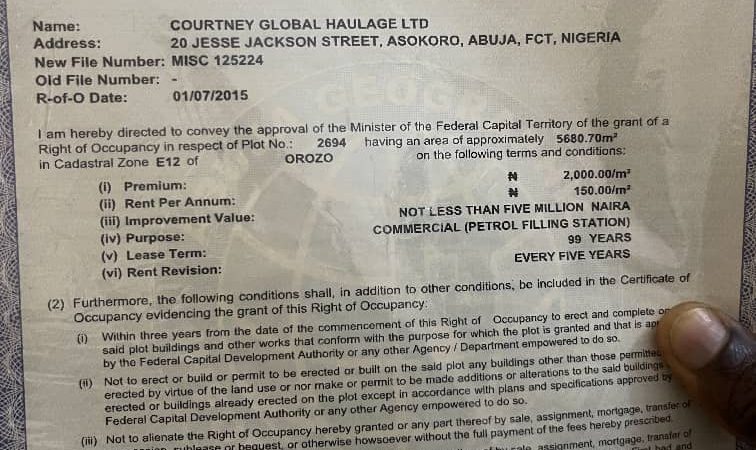 Name: COURTNEY GLOBAL HAULAGE LTD
Address: 20 JESSE JACKSON STREET, ASOKORO, ABUJA, FCT, NIGERIA
New File Number: MISC 125224
Old File Number: -
R-of-O Date: 01/07/2015
I am hereby directed to convey the approval of the Minister of the Federal Capital Territory of the grant of a
Right of Occupancy in respect of Plot No.: 2694 having an area of approximately 5680.70m²
in Cadastral Zone E12 of OROZO on the following terms and conditions:
(i) Premium: ₦ 2,000.00/m²
(ii) Rent Per Annum: ₦ 150.00/m²
(iii) Improvement Value: NOT LESS THAN FIVE MILLION NAIRA
(iv) Purpose: COMMERCIAL (PETROL FILLING STATION)
(v) Lease Term: 99 YEARS
(vi) Rent Revision: EVERY FIVE YEARS
(2) Furthermore, the following conditions shall, in addition to other conditions, be included in the Certificate of
Occupancy evidencing the grant of this Right of Occupancy:
(i) Within three years from the date of the commencement of this Right of Occupancy to erect and complete on
said plot buildings and other works that conform with the purpose for which the plot is granted and that is
by the Federal Capital Development Authority or any other Agency / Department empowered to do so.
(ii) Not to erect or build or permit to be erected or built on the said plot any buildings other than those permitted
erected by virtue of the land use or nor make or permit to be made additions or alterations to the said buildings
erected or buildings already erected on the plot except in accordance with plans and specifications approved by
Federal Capital Development Authority or any other Agency empowered to do so.
(iii) Not to alienate the Right of Occupancy hereby granted or any part thereof by sale, assignment, mortgage, transfer of
sublease or bequest, or otherwise howsoever without the full payment of the fees hereby prescribed.
sale, assignment, mortgage, transfer of
had and